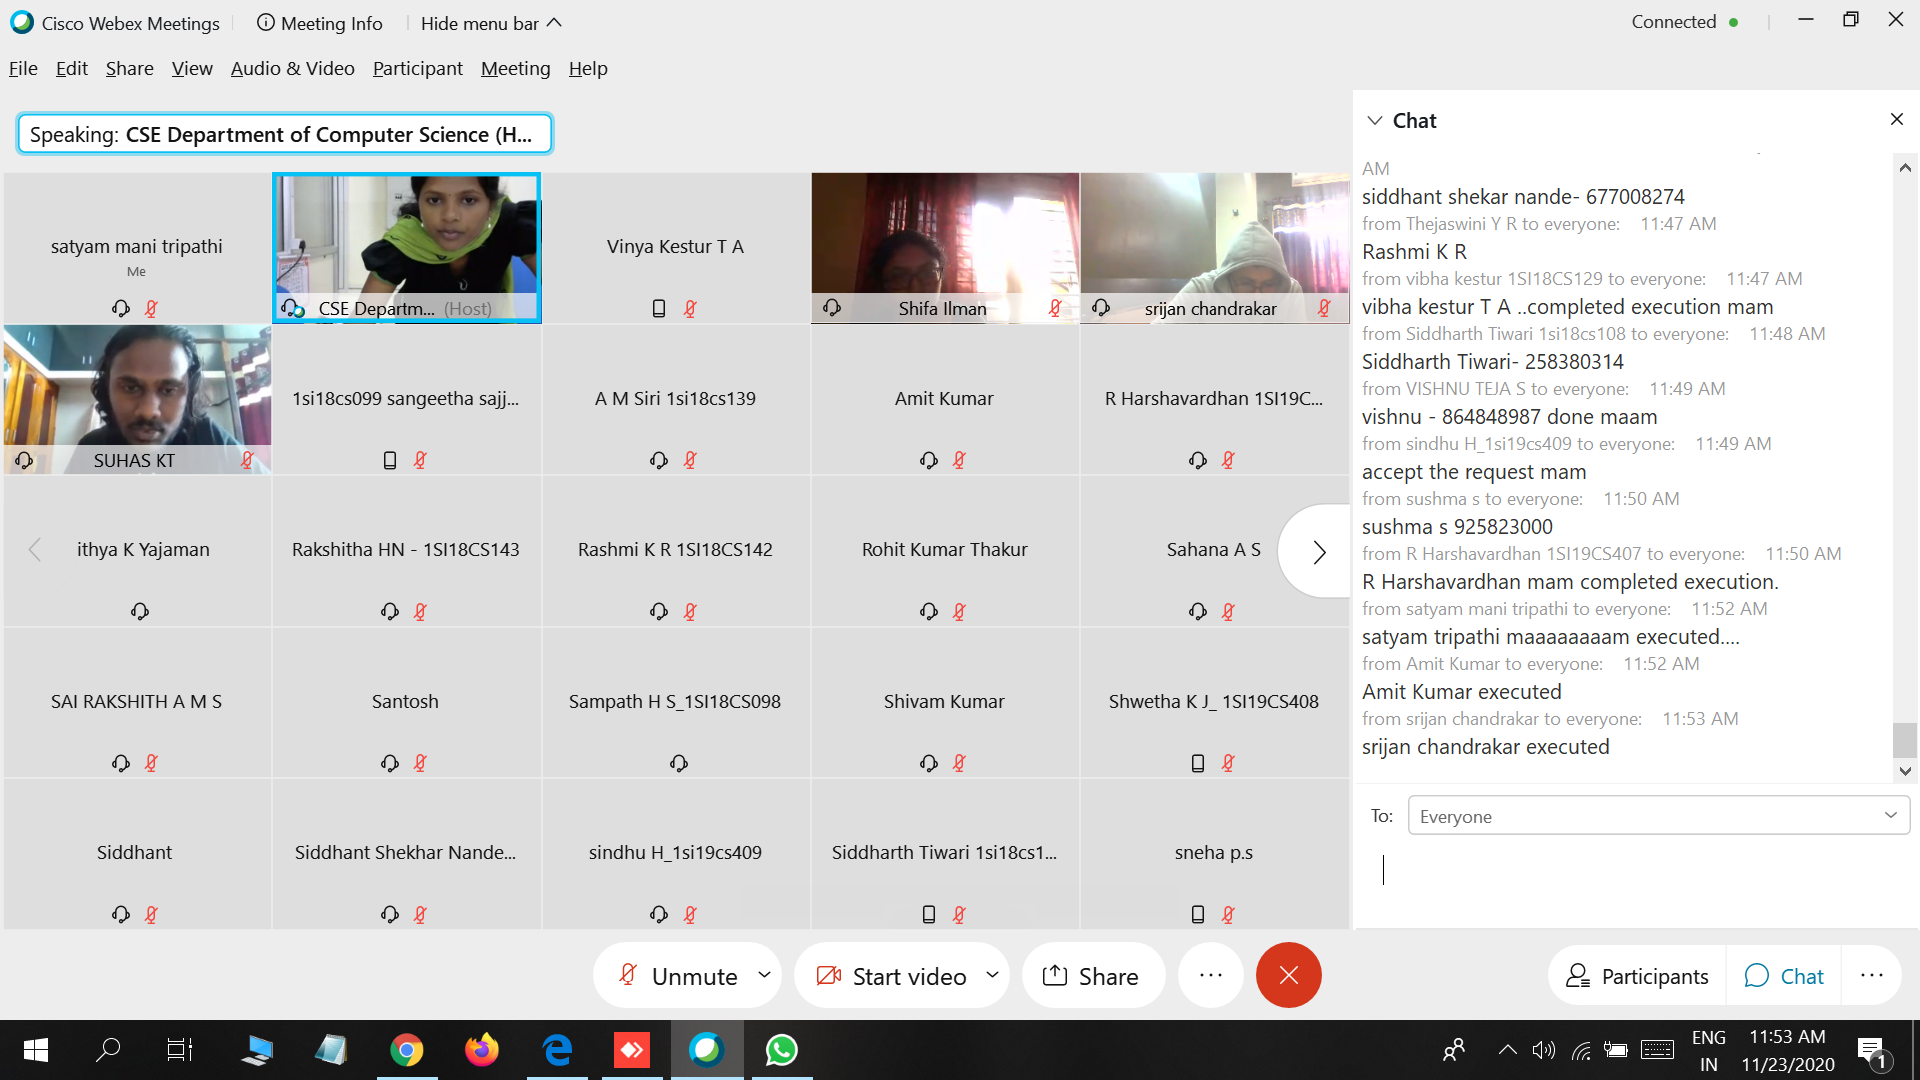 Cisco Webex Meetings
Meeting Info
Hide menu bar
Connected
File Edit Share View Audio & Video Participant Meeting Help
Speaking: CSE Department of Computer Science (H...
satyam mani tripathi
Me
CSE Departm... (Host)
Vinya Kestur T A
Shifa Ilman
srijan chandrakar
SUHAS KT
1si18cs099 sangeetha sajj...
A M Siri 1si18cs139
Amit Kumar
R Harshavardhan 1SI19C...
ithya K Yajaman
Rakshitha HN - 1SI18CS143
Rashmi K R 1SI18CS142
Rohit Kumar Thakur
Sahana A S
SAI RAKSHITH A M S
Santosh
Sampath H S_1SI18CS098
Shivam Kumar
Shwetha K J_ 1SI19CS408
Siddhant
Siddhant Shekhar Nande...
sindhu H_1si19cs409
Siddharth Tiwari 1si18cs1...
sneha p.s
Chat
AM
siddhant shekar nande- 677008274
from Thejaswini Y R to everyone: 11:47 AM
Rashmi K R
from vibha kestur 1SI18CS129 to everyone: 11:47 AM
vibha kestur T A ..completed execution mam
from Siddharth Tiwari 1si18cs108 to everyone: 11:48 AM
Siddharth Tiwari- 258380314
from VISHNU TEJA S to everyone: 11:49 AM
vishnu - 864848987 done maam
from sindhu H_1si19cs409 to everyone: 11:49 AM
accept the request mam
from sushma s to everyone: 11:50 AM
sushma s 925823000
from R Harshavardhan 1SI19CS407 to everyone: 11:50 AM
R Harshavardhan mam completed execution.
from satyam mani tripathi to everyone: 11:52 AM
satyam tripathi maaaaaaaam executed....
from Amit Kumar to everyone: 11:52 AM
Amit Kumar executed
from srijan chandrakar to everyone: 11:53 AM
srijan chandrakar executed
To: Everyone
Unmute
Start video
Share
Participants
Chat
ENG
IN
11:53 AM
11/23/2020
1